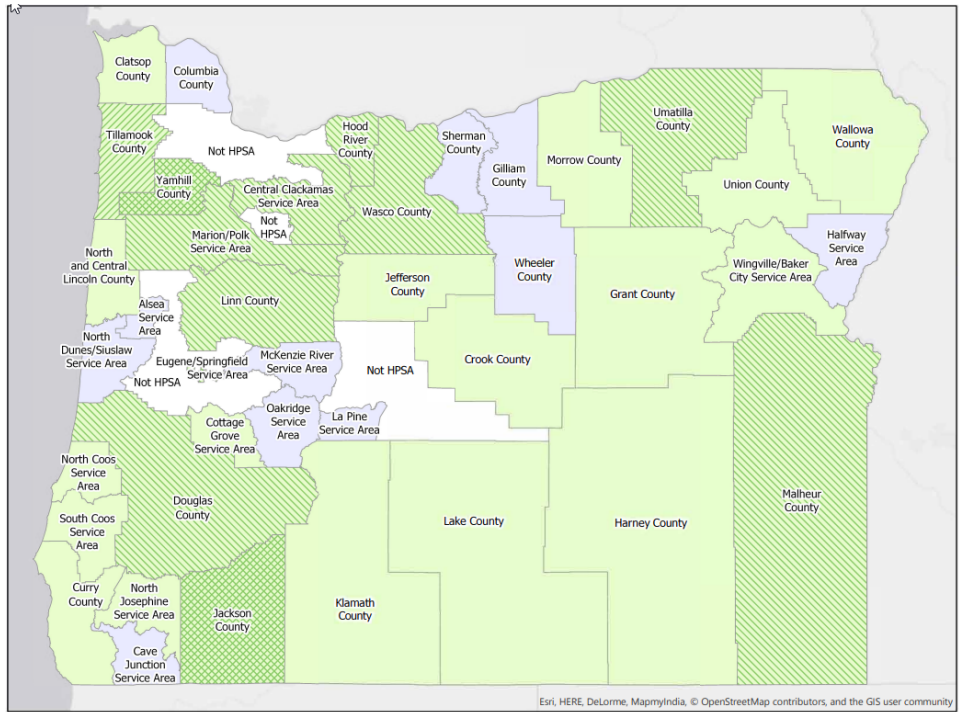 Clatsop
County
Columbia
County
Tillamook
County
Not HPSA
Hood
River
County
Sherman
County
Gilliam
County
Morrow County
Umatilla
County
Wallowa
County
Union County
Yamhill
County
Central Clackamas
Service Area
Not
HPSA
Wasco County
Marion/Polk
Service Area
Halfway
Service
Area
North
and Central
Lincoln County
Wheeler
County
Wingville/Baker
City Service Area
Jefferson
County
Grant County
Linn County
Alsea
Service
Area
North
Dunes/Siuslaw
Service Area
Eugene/Springfield
Service Area
Not HPSA
McKenzie River
Service Area
Not HPSA
Crook County
Oakridge
Service
Area
La Pine
Service Area
Cottage
Grove
Service Area
North Coos
Service
Area
Douglas
County
Malheur
County
South Coos
Service
Area
Lake County
Harney County
Curry
County
North
Josephine
Service Area
Jackson
County
Klamath
County
Cave
Junction
Service Area
Esri, HERE, DeLorme, MapmyIndia, © OpenStreetMap contributors, and the GIS user community